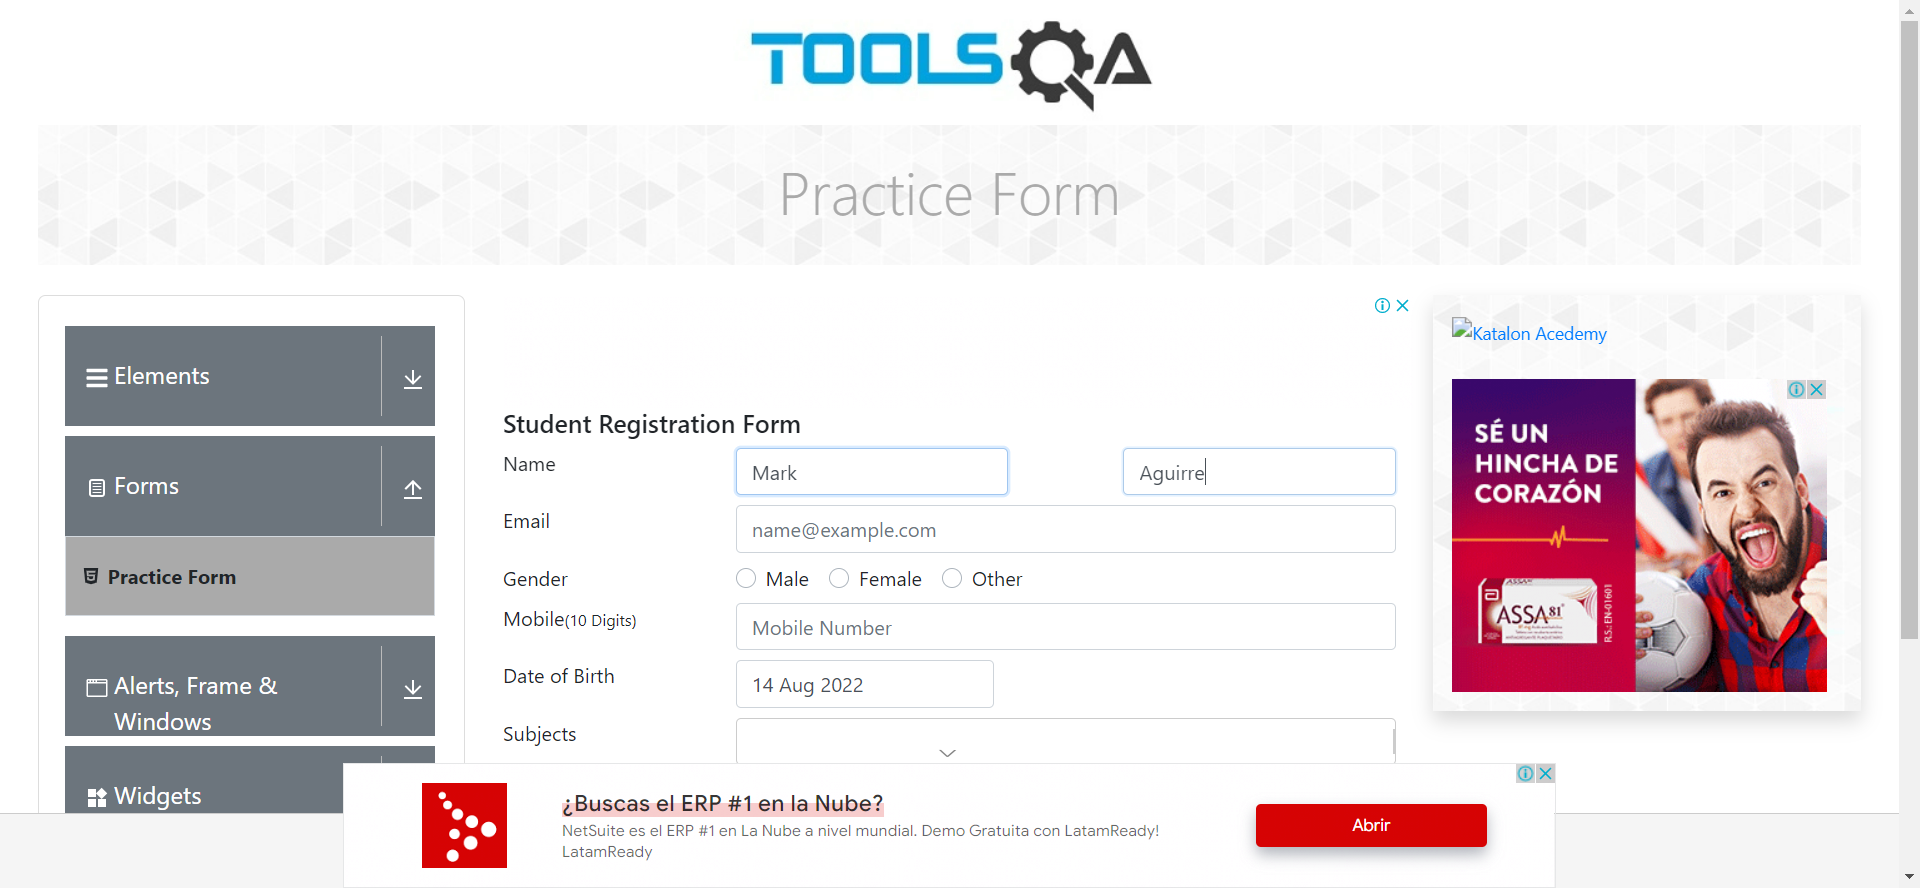 TOOLSQA
Practice Form
Elements
Forms
Practice Form
Alerts, Frame &
Windows
Widgets
Student Registration Form
Name
Mark
Aguirre
Email
name@example.com
Gender
Male
Female
Other
Mobile(10 Digits)
Mobile Number
Date of Birth
14 Aug 2022
Subjects
Katalon Acedemy
SÉ UN
HINCHA DE
CORAZÓN
ASSA 81
R.S.: EN-01601
¿Buscas el ERP #1 en la Nube?
NetSuite es el ERP #1 en La Nube a nivel mundial. Demo Gratuita con LatamReady!
LatamReady
Abrir